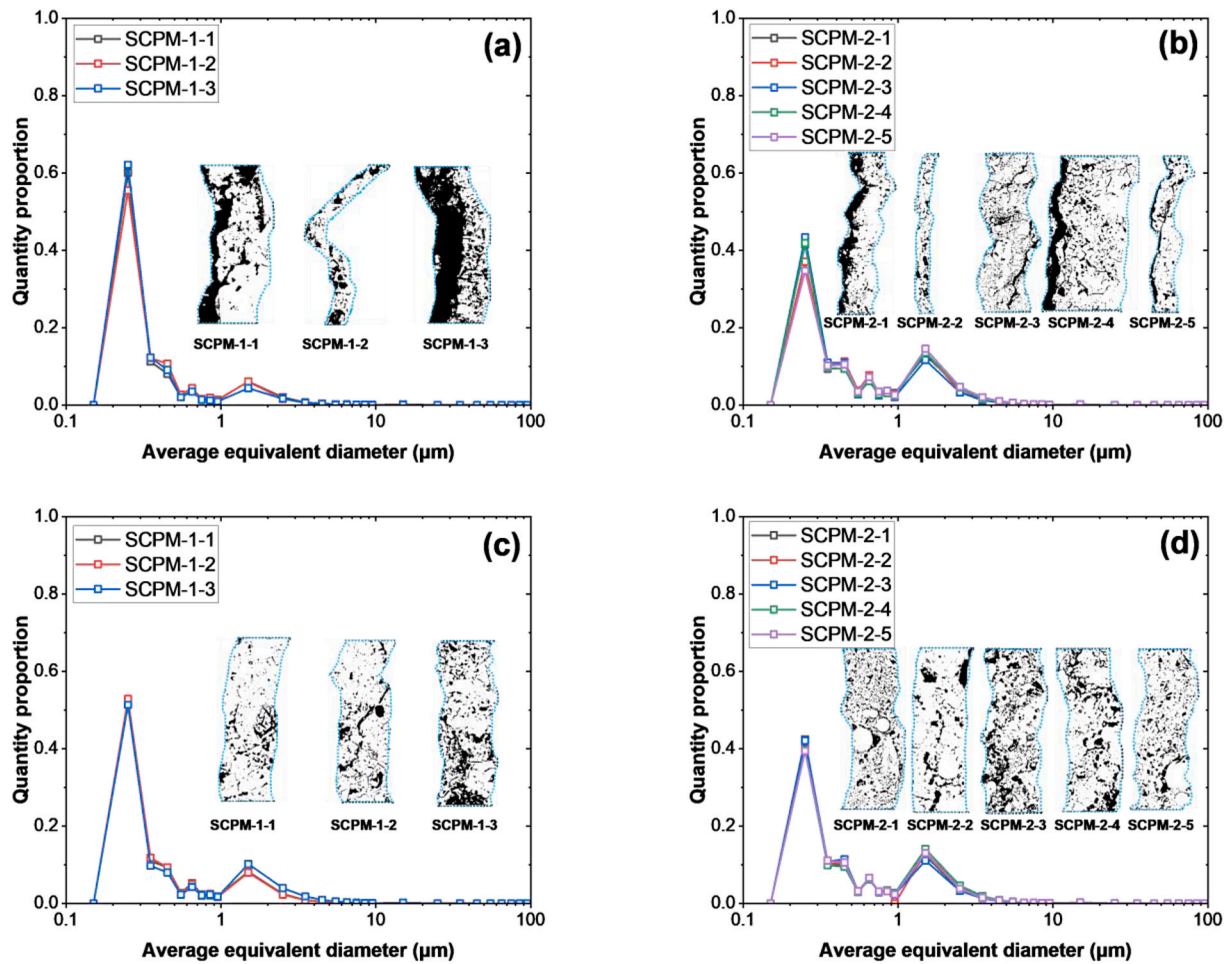 (a)
SCPM-1-1
SCPM-1-2
SCPM-1-3
1.0
0.8
0.6
0.4
0.2
0.0
Quantity proportion
SCPM-1-1 SCPM-1-2 SCPM-1-3
0.1 1 10 100
Average equivalent diameter (μm)
(b)
SCPM-2-1
SCPM-2-2
SCPM-2-3
SCPM-2-4
SCPM-2-5
1.0
0.8
0.6
0.4
0.2
0.0
Quantity proportion
SCPM-2-1 SCPM-2-2 SCPM-2-3 SCPM-2-4 SCPM-2-5
0.1 1 10 100
Average equivalent diameter (μm)
(c)
SCPM-1-1
SCPM-1-2
SCPM-1-3
1.0
0.8
0.6
0.4
0.2
0.0
Quantity proportion
SCPM-1-1 SCPM-1-2 SCPM-1-3
0.1 1 10 100
Average equivalent diameter (μm)
(d)
SCPM-2-1
SCPM-2-2
SCPM-2-3
SCPM-2-4
SCPM-2-5
1.0
0.8
0.6
0.4
0.2
0.0
Quantity proportion
SCPM-2-1 SCPM-2-2 SCPM-2-3 SCPM-2-4 SCPM-2-5
0.1 1 10 100
Average equivalent diameter (μm)